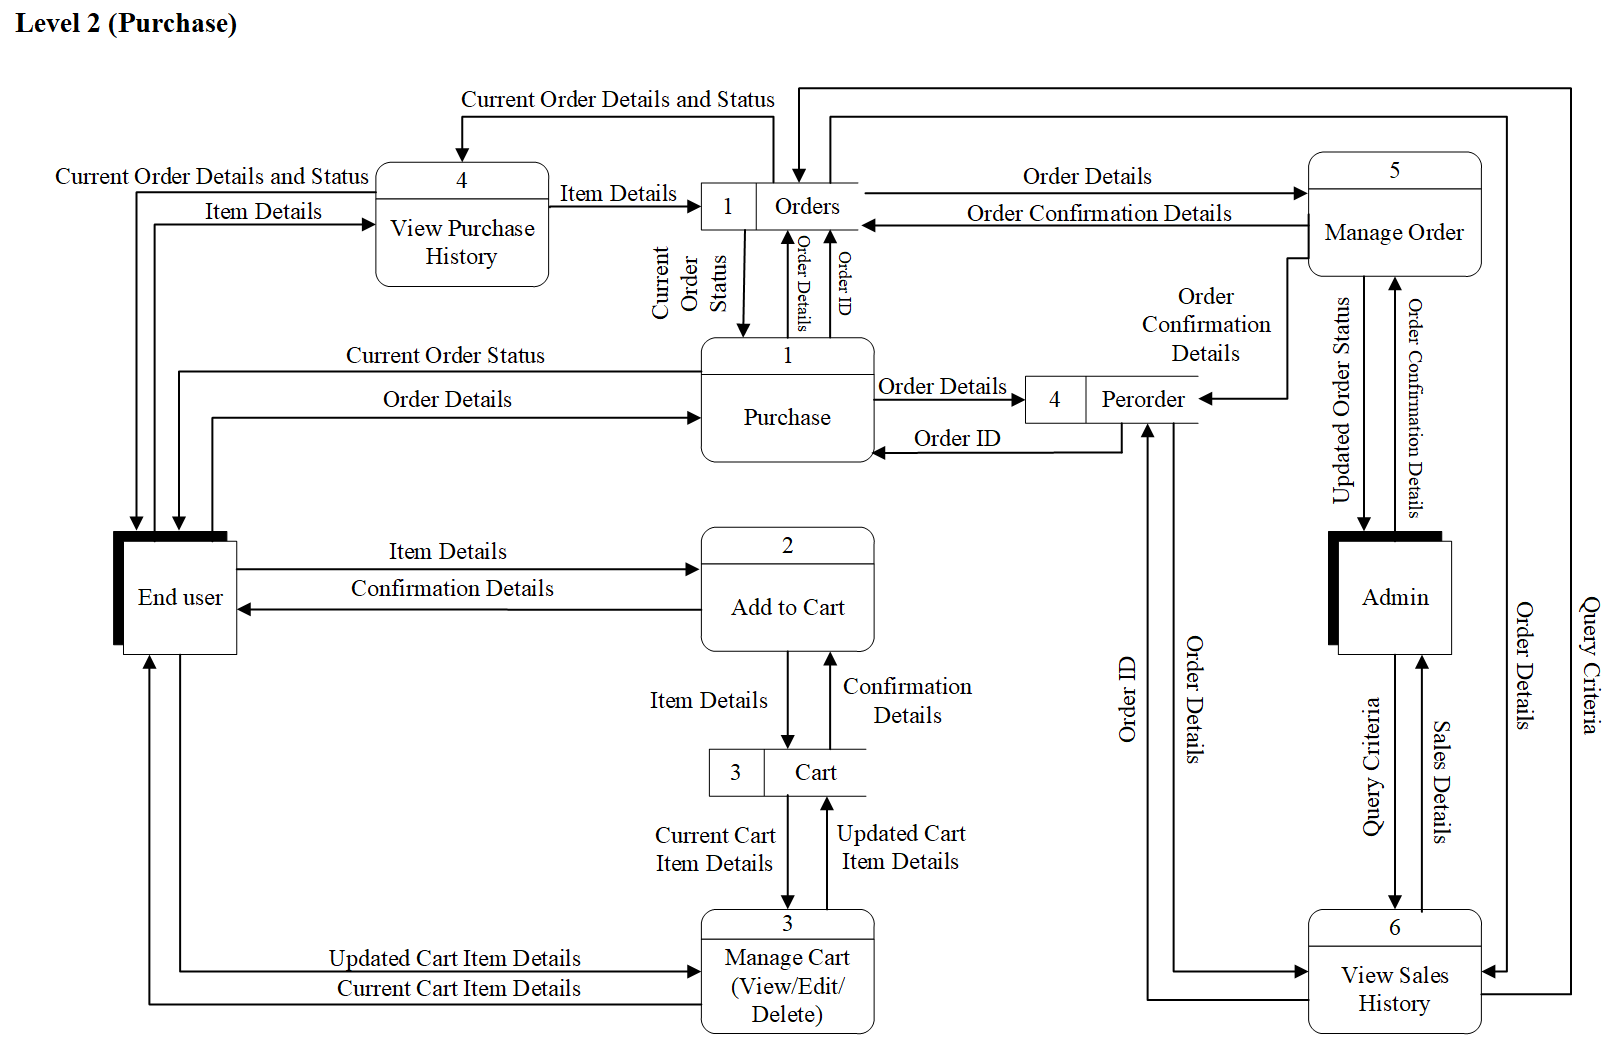 Level 2 (Purchase)
Current Order Details and Status
Current Order Details and Status
Item Details
4
View Purchase
History
Item Details
1
Orders
Order Details
Order Confirmation Details
5
Manage Order
Current
Order
Status
Order Details
Order ID
Order
Confirmation
Details
Updated Order Status
Order Confirmation Details
Current Order Status
Order Details
1
Purchase
Order Details
4
Perorder
Order ID
End user
Item Details
Confirmation Details
2
Add to Cart
Admin
Item Details
Confirmation
Details
Order ID
Order Details
Query Criteria
Sales Details
Order Details
Query Criteria
3
Cart
Current Cart
Item Details
Updated Cart
Item Details
Updated Cart Item Details
Current Cart Item Details
3
Manage Cart
(View/Edit/
Delete)
6
View Sales
History